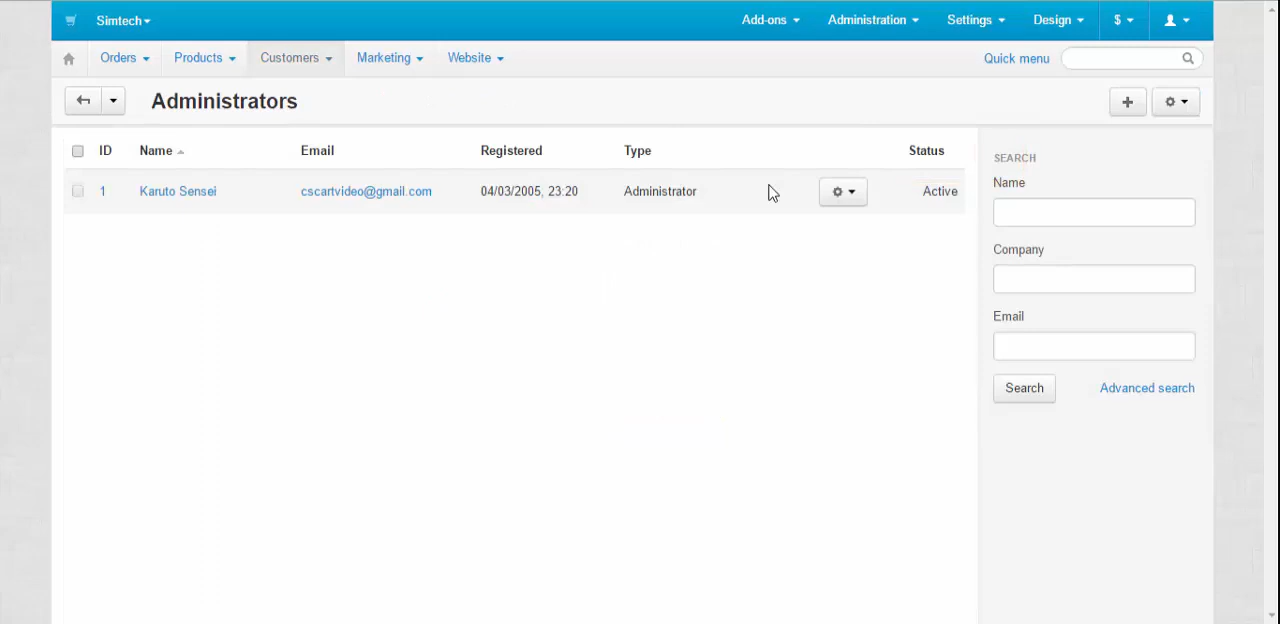 Simtech Add-ons Administration Settings Design $
Orders Products Customers Marketing Website Quick menu
Administrators
ID Name Email Registered Type Status
1 Karuto Sensei cscartvideo@gmail.com 04/03/2005, 23:20 Administrator Active
SEARCH
Name
Company
Email
Search Advanced search